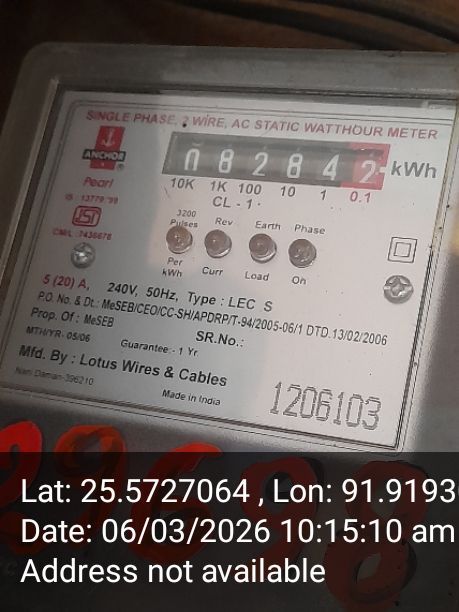 SINGLE PHASE, 2 WIRE, AC STATIC WATTHOUR METER
ANCHOR
Pearl
IS : 13779 '99
ISI
CM/L :7436678
0 8 2 8 4 2 kWh
10K 1K 100 10 1 0.1
CL - 1
3200 Pulses Rev Earth Phase
Per kWh Curr Load On
5 (20) A, 240V, 50Hz, Type : LEC S
P.O. No. & Dt.: MeSEB/CEO/CC-SH/APDRP/T-94/2005-06/1 DTD.13/02/2006
Prop. Of : MeSEB SR.No.:
MTH/YR- 05/06 Guarantee:- 1 Yr
Mfd. By : Lotus Wires & Cables
Nani Daman-396210 Made in India
1206103
29698
Lat: 25.5727064 , Lon: 91.9193
Date: 06/03/2026 10:15:10 am
Address not available